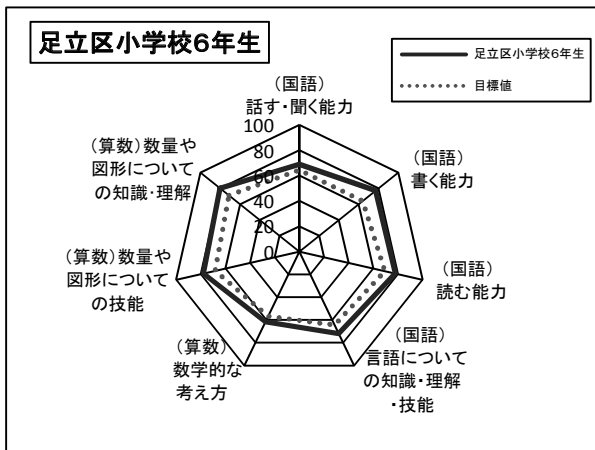 足立区小学校6年生
足立区小学校6年生
目標値
(国語)
話す・聞く能力
100
80
60
40
20
0
(国語)
書く能力
(国語)
読む能力
(国語)
言語について
の知識・理解
・技能
(算数)
数学的な
考え方
(算数)数量や
図形について
の技能
(算数)数量や
図形について
の知識・理解